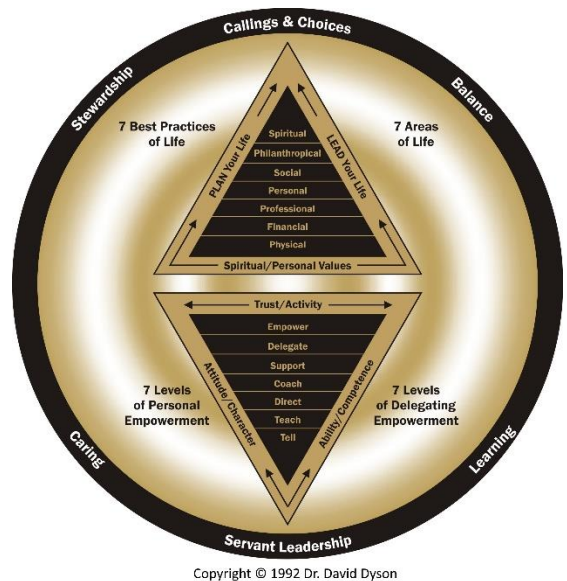 Callings & Choices
Stewardship
Balance
7 Best Practices
of Life
7 Areas
of Life
PLAN Your Life
LEAD Your Life
Spiritual
Philanthropical
Social
Personal
Professional
Financial
Physical
Spiritual/Personal Values
Trust/Activity
Empower
Delegate
Support
Coach
Direct
Teach
Tell
Attitude/Character
Ability/Competence
7 Levels
of Personal
Empowerment
7 Levels
of Delegating
Empowerment
Caring
Learning
Servant Leadership
Copyright © 1992 Dr. David Dyson